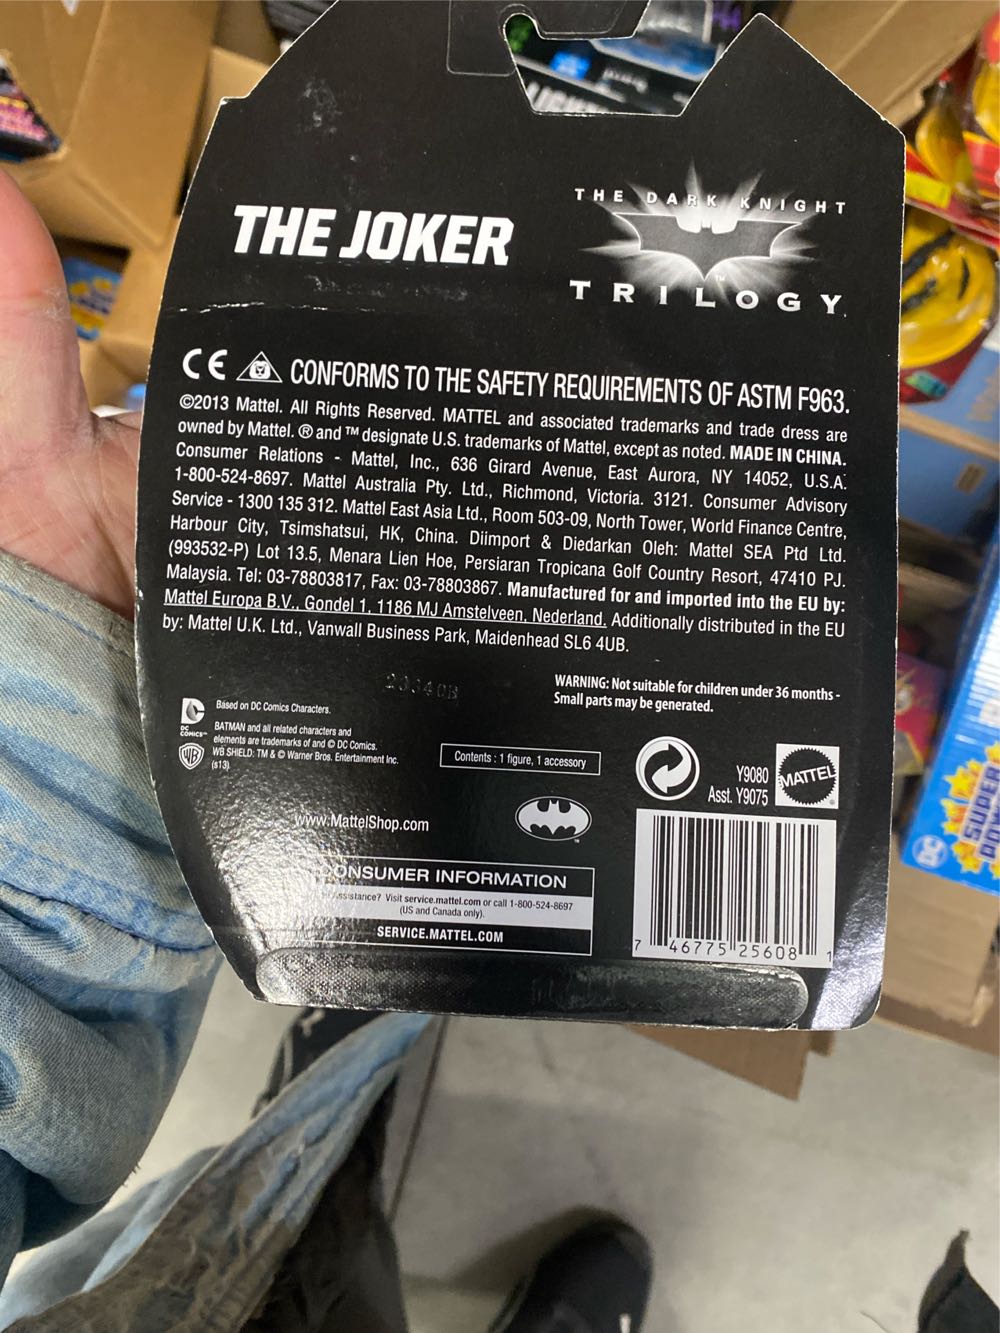 THE JOKER
THE DARK KNIGHT
TRILOGY.
CE CONFORMS TO THE SAFETY REQUIREMENTS OF ASTM F963.
©2013 Mattel. All Rights Reserved. MATTEL and associated trademarks and trade dress are
owned by Mattel. ® and ™ designate U.S. trademarks of Mattel, except as noted. MADE IN CHINA.
Consumer Relations - Mattel, Inc., 636 Girard Avenue, East Aurora, NY 14052, U.S.A.
1-800-524-8697. Mattel Australia Pty. Ltd., Richmond, Victoria. 3121. Consumer Advisory
Service - 1300 135 312. Mattel East Asia Ltd., Room 503-09, North Tower, World Finance Centre,
Harbour City, Tsimshatsui, HK, China. Diimport & Diedarkan Oleh: Mattel SEA Ptd Ltd.
(993532-P) Lot 13.5, Menara Lien Hoe, Persiaran Tropicana Golf Country Resort, 47410 PJ.
Malaysia. Tel: 03-78803817, Fax: 03-78803867. Manufactured for and imported into the EU by:
Mattel Europa B.V., Gondel 1, 1186 MJ Amstelveen, Nederland. Additionally distributed in the EU
by: Mattel U.K. Ltd., Vanwall Business Park, Maidenhead SL6 4UB.
WARNING: Not suitable for children under 36 months -
Small parts may be generated.
DC
DC
COMICS™
Based on DC Comics Characters.
BATMAN and all related characters and
elements are trademarks of and © DC Comics.
WB SHIELD: TM & © Warner Bros. Entertainment Inc.
(s13)
WB
Contents : 1 figure, 1 accessory
Y9080
Asst. Y9075
MATTEL®
www.MattelShop.com
CONSUMER INFORMATION
Assistance? Visit service.mattel.com or call 1-800-524-8697
(US and Canada only).
SERVICE.MATTEL.COM
7 46775 25608 1
DC
SUPER